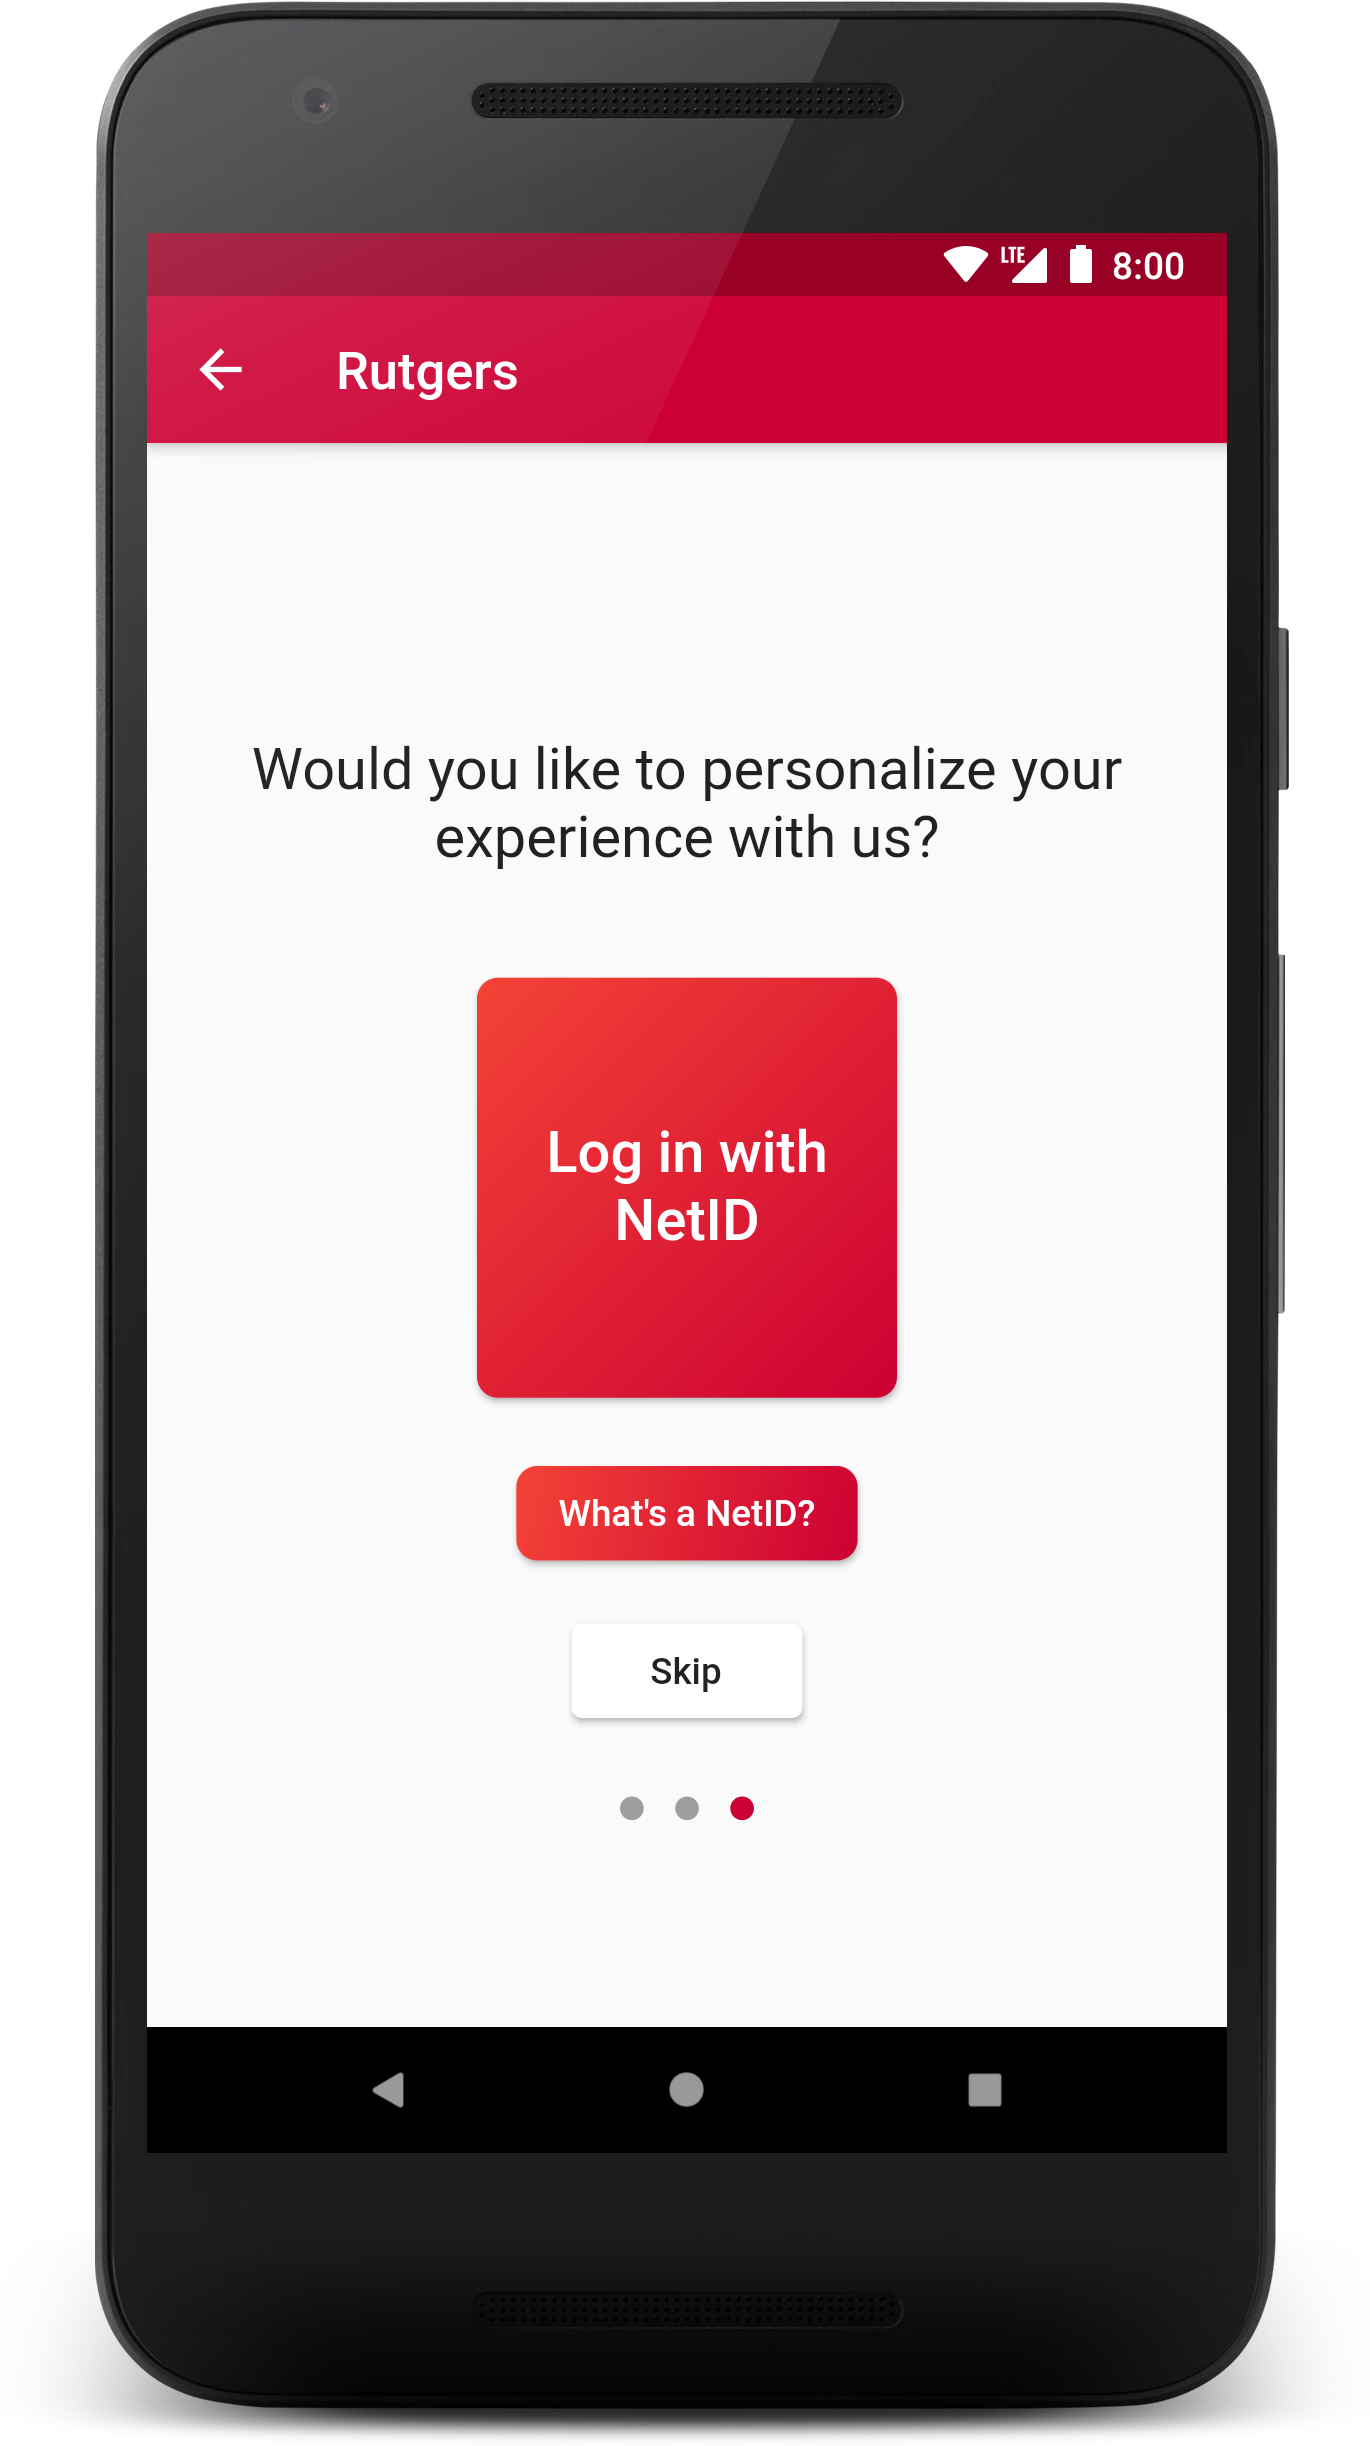 LTE 8:00
Rutgers
Would you like to personalize your
experience with us?
Log in with
NetID
What's a NetID?
Skip